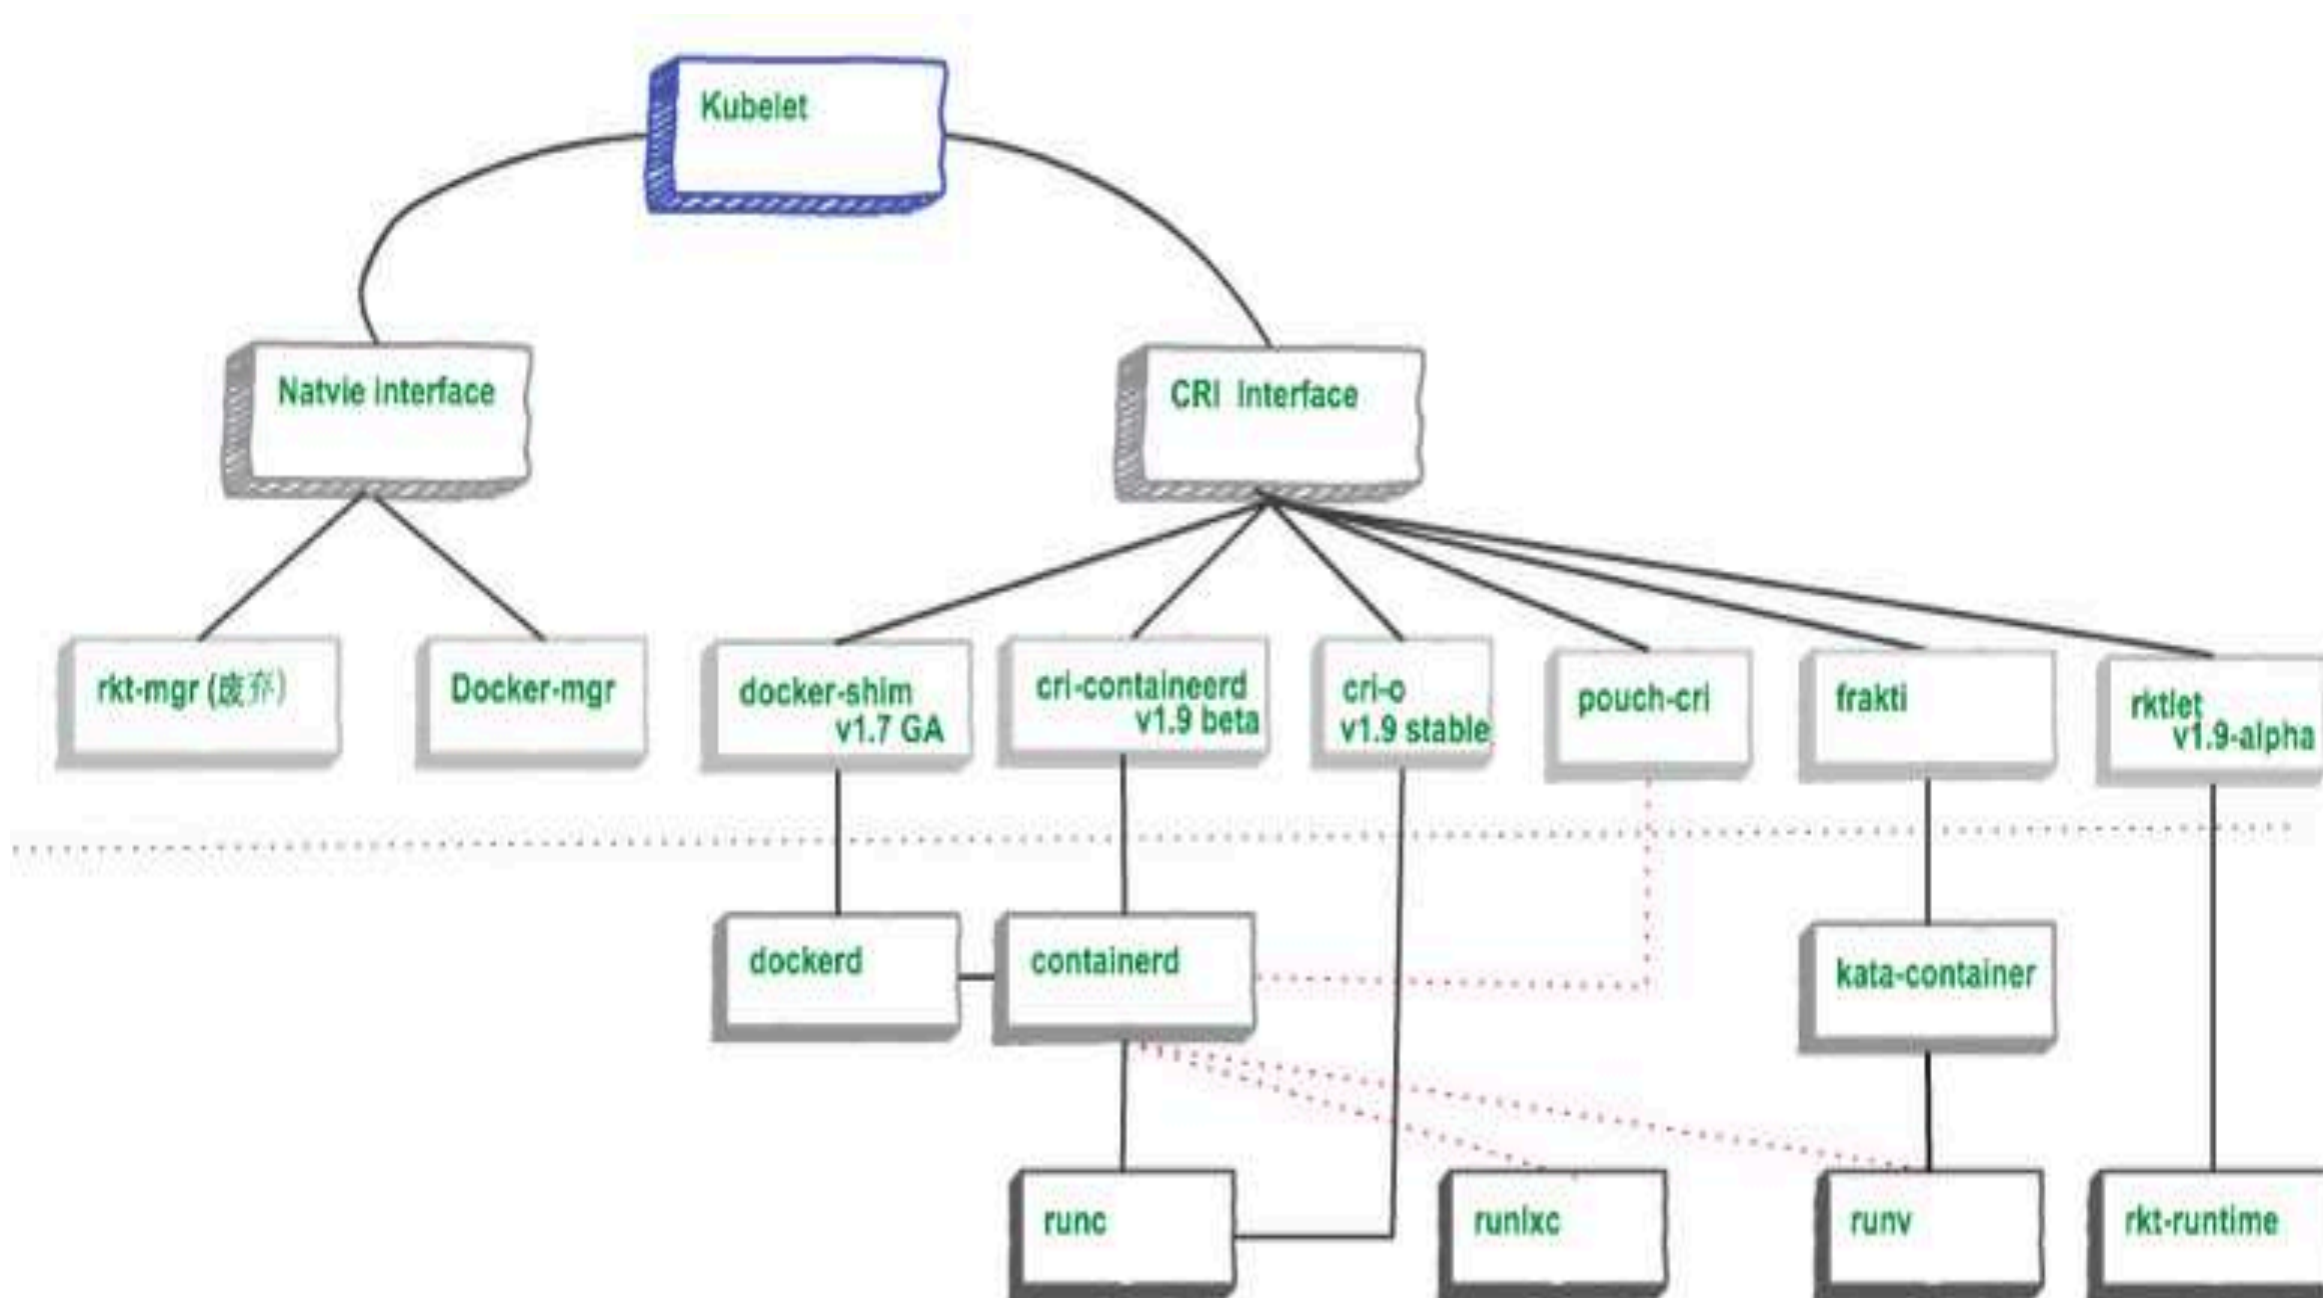 Kubelet
Natvie interface
CRI Interface
rkt-mgr (废弃)
Docker-mgr
docker-shim
v1.7 GA
cri-containeerd
v1.9 beta
cri-o
v1.9 stable
pouch-cri
frakti
rktlet
v1.9-alpha
dockerd
containerd
kata-container
runc
runlxc
runv
rkt-runtime